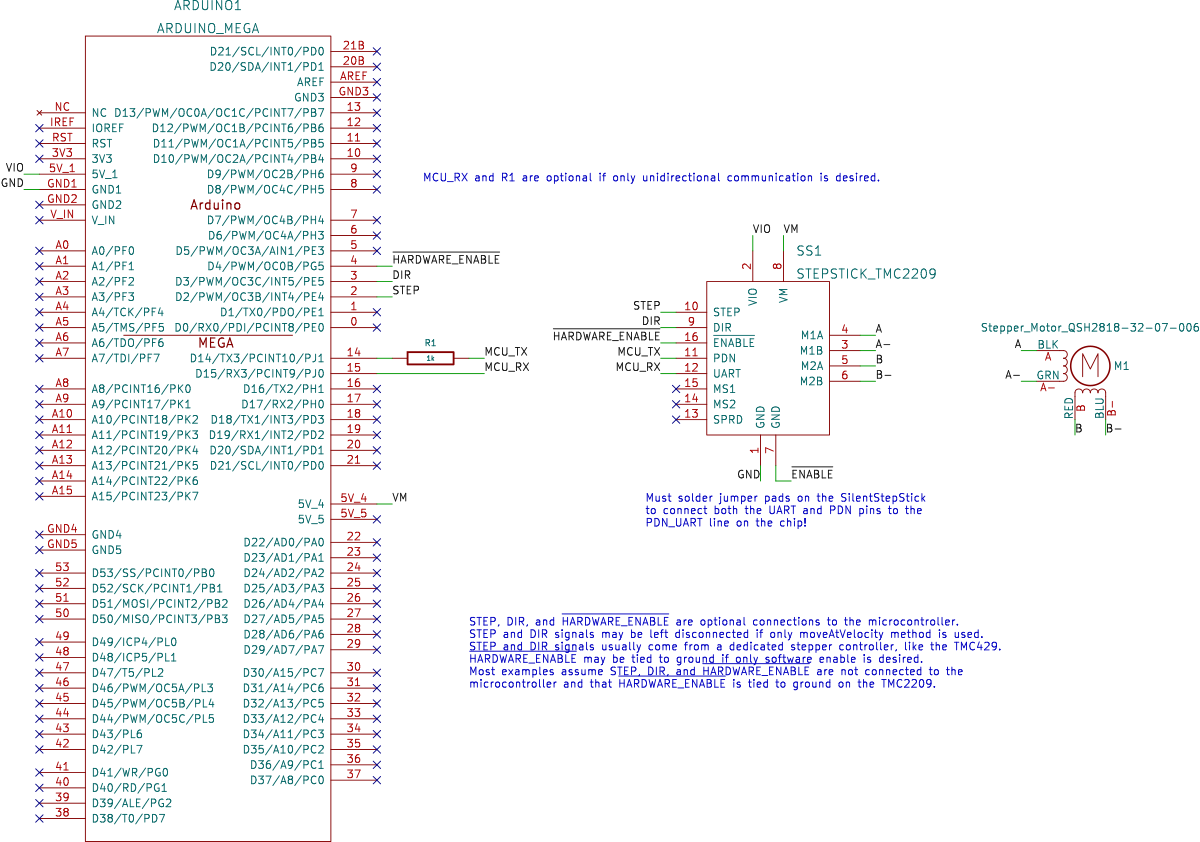 ARDUINO1
ARDUINO_MEGA
D21/SCL/INT0/PD0 21B
D20/SDA/INT1/PD1 20B
AREF AREF
GND3 GND3
NC NC D13/PWM/OC0A/OC1C/PCINT7/PB7 13
IREF IOREF D12/PWM/OC1B/PCINT6/PB6 12
RST RST D11/PWM/OC1A/PCINT5/PB5 11
3V3 3V3 D10/PWM/OC2A/PCINT4/PB4 10
VIO 5V_1 5V_1 D9/PWM/OC2B/PH6 9
GND GND1 GND1 D8/PWM/OC4C/PH5 8
GND2 GND2
Arduino
V_IN V_IN D7/PWM/OC4B/PH4 7
D6/PWM/OC4A/PH3 6
A0 A0/PF0 D5/PWM/OC3A/AIN1/PE3 5
A1 A1/PF1 D4/PWM/OC0B/PG5 4 HARDWARE_ENABLE
A2 A2/PF2 D3/PWM/OC3C/INT5/PE5 3 DIR
A3 A3/PF3 D2/PWM/OC3B/INT4/PE4 2 STEP
A4 A4/TCK/PF4 D1/TX0/PDO/PE1 1
A5 A5/TMS/PF5 D0/RX0/PDI/PCINT8/PE0 0
A6 A6/TDO/PF6 MEGA
A7 A7/TDI/PF7 D14/TX3/PCINT10/PJ1 14 R1 1k MCU_TX
D15/RX3/PCINT9/PJ0 15 MCU_RX
A8 A8/PCINT16/PK0 D16/TX2/PH1 16
A9 A9/PCINT17/PK1 D17/RX2/PH0 17
A10 A10/PCINT18/PK2 D18/TX1/INT3/PD3 18
A11 A11/PCINT19/PK3 D19/RX1/INT2/PD2 19
A12 A12/PCINT20/PK4 D20/SDA/INT1/PD1 20
A13 A13/PCINT21/PK5 D21/SCL/INT0/PD0 21
A14 A14/PCINT22/PK6
A15 A15/PCINT23/PK7
5V_4 5V_4 VM
5V_5 5V_5
GND4 GND4
GND5 GND5
D22/AD0/PA0 22
D23/AD1/PA1 23
53 D53/SS/PCINT0/PB0 D24/AD2/PA2 24
52 D52/SCK/PCINT1/PB1 D25/AD3/PA3 25
51 D51/MOSI/PCINT2/PB2 D26/AD4/PA4 26
50 D50/MISO/PCINT3/PB3 D27/AD5/PA5 27
D28/AD6/PA6 28
49 D49/ICP4/PL0 D29/AD7/PA7 29
48 D48/ICP5/PL1
47 D47/T5/PL2 D30/A15/PC7 30
46 D46/PWM/OC5A/PL3 D31/A14/PC6 31
45 D45/PWM/OC5B/PL4 D32/A13/PC5 32
44 D44/PWM/OC5C/PL5 D33/A12/PC4 33
43 D43/PL6 D34/A11/PC3 34
42 D42/PL7 D35/A10/PC2 35
D36/A9/PC1 36
41 D41/WR/PG0 D37/A8/PC0 37
40 D40/RD/PG1
39 D39/ALE/PG2
38 D38/T0/PD7
MCU_RX and R1 are optional if only unidirectional communication is desired.
VIO VM
2 8
SS1
STEPSTICK_TMC2209
VIO VM
STEP 10 STEP
DIR 9 DIR
HARDWARE_ENABLE 16 ENABLE
MCU_TX 11 PDN
MCU_RX 12 UART
15 MS1
14 MS2
13 SPRD
M1A 4 A
M1B 3 A-
M2A 5 B
M2B 6 B-
GND GND
1 7
GND ENABLE
Must solder jumper pads on the SilentStepStick
to connect both the UART and PDN pins to the
PDN_UART line on the chip!
Stepper_Motor_QSH2818-32-07-006
A BLK A
M M1
A- GRN A-
RED B BLU B-
B B-
STEP, DIR, and HARDWARE_ENABLE are optional connections to the microcontroller.
STEP and DIR signals may be left disconnected if only moveAtVelocity method is used.
STEP and DIR signals usually come from a dedicated stepper controller, like the TMC429.
HARDWARE_ENABLE may be tied to ground if only software enable is desired.
Most examples assume STEP, DIR, and HARDWARE_ENABLE are not connected to the
microcontroller and that HARDWARE_ENABLE is tied to ground on the TMC2209.